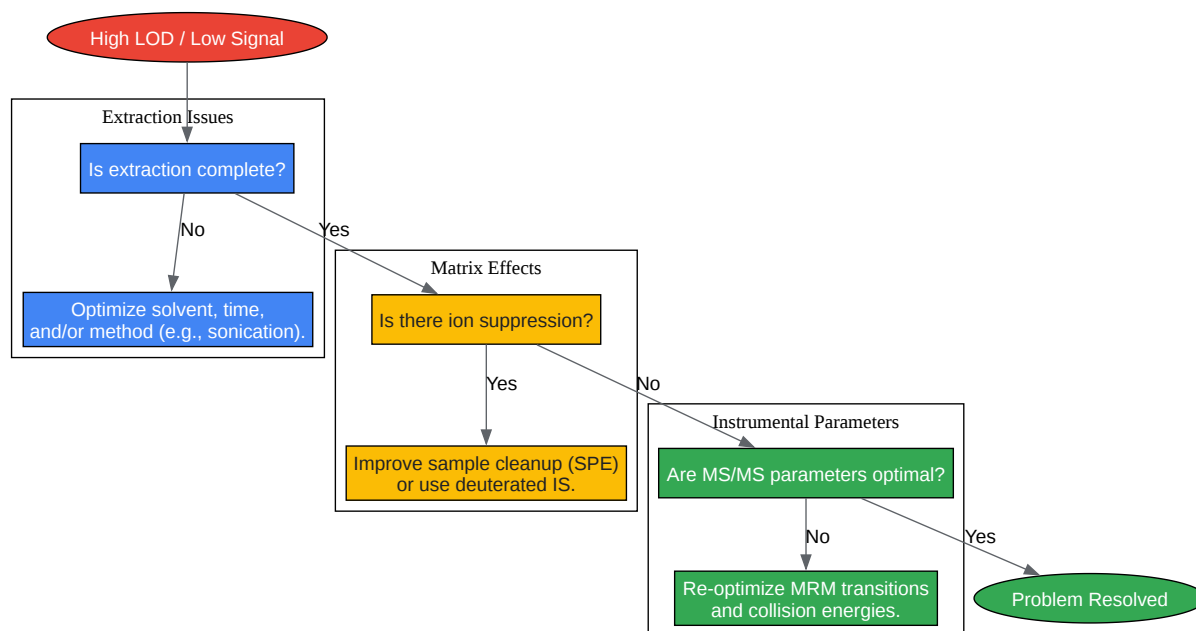 High LOD / Low Signal
Extraction Issues
Is extraction complete?
No
Yes
Optimize solvent, time,
and/or method (e.g., sonication).
Matrix Effects
Is there ion suppression?
Yes
No
Improve sample cleanup (SPE)
or use deuterated IS.
Instrumental Parameters
Are MS/MS parameters optimal?
No
Yes
Re-optimize MRM transitions
and collision energies.
Problem Resolved